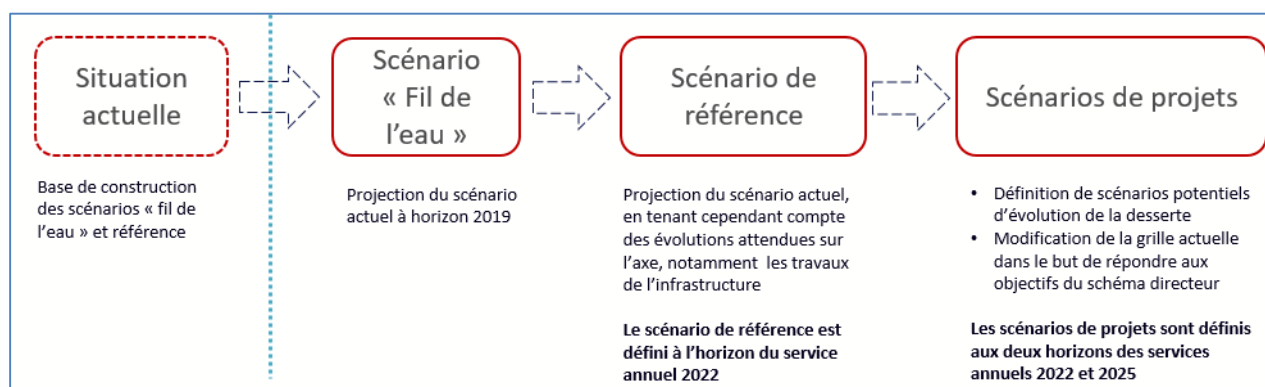 Situation
actuelle
Scénario
« Fil de
l’eau »
Scénario de
référence
Scénarios de projets
Base de construction
des scénarios « fil de
l’eau » et référence
Projection du scénario
actuel à horizon 2019
Projection du scénario actuel,
en tenant cependant compte
des évolutions attendues sur
l’axe, notamment les travaux
de l’infrastructure
Le scénario de référence est
défini à l’horizon du service
annuel 2022
• Définition de scénarios potentiels
d’évolution de la desserte
• Modification de la grille actuelle
dans le but de répondre aux
objectifs du schéma directeur
Les scénarios de projets sont définis
aux deux horizons des services
annuels 2022 et 2025